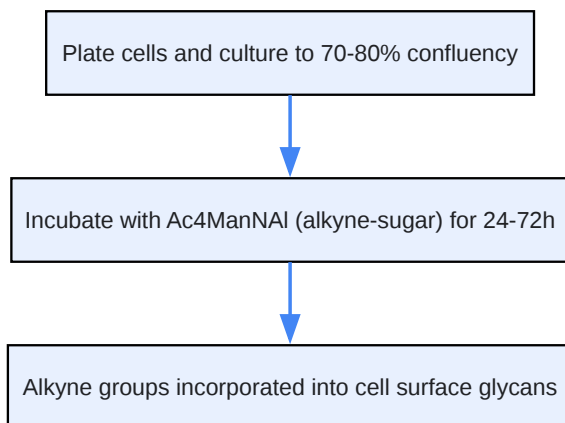 Plate cells and culture to 70-80% confluency
Incubate with Ac4ManNAl (alkyne-sugar) for 24-72h
Alkyne groups incorporated into cell surface glycans